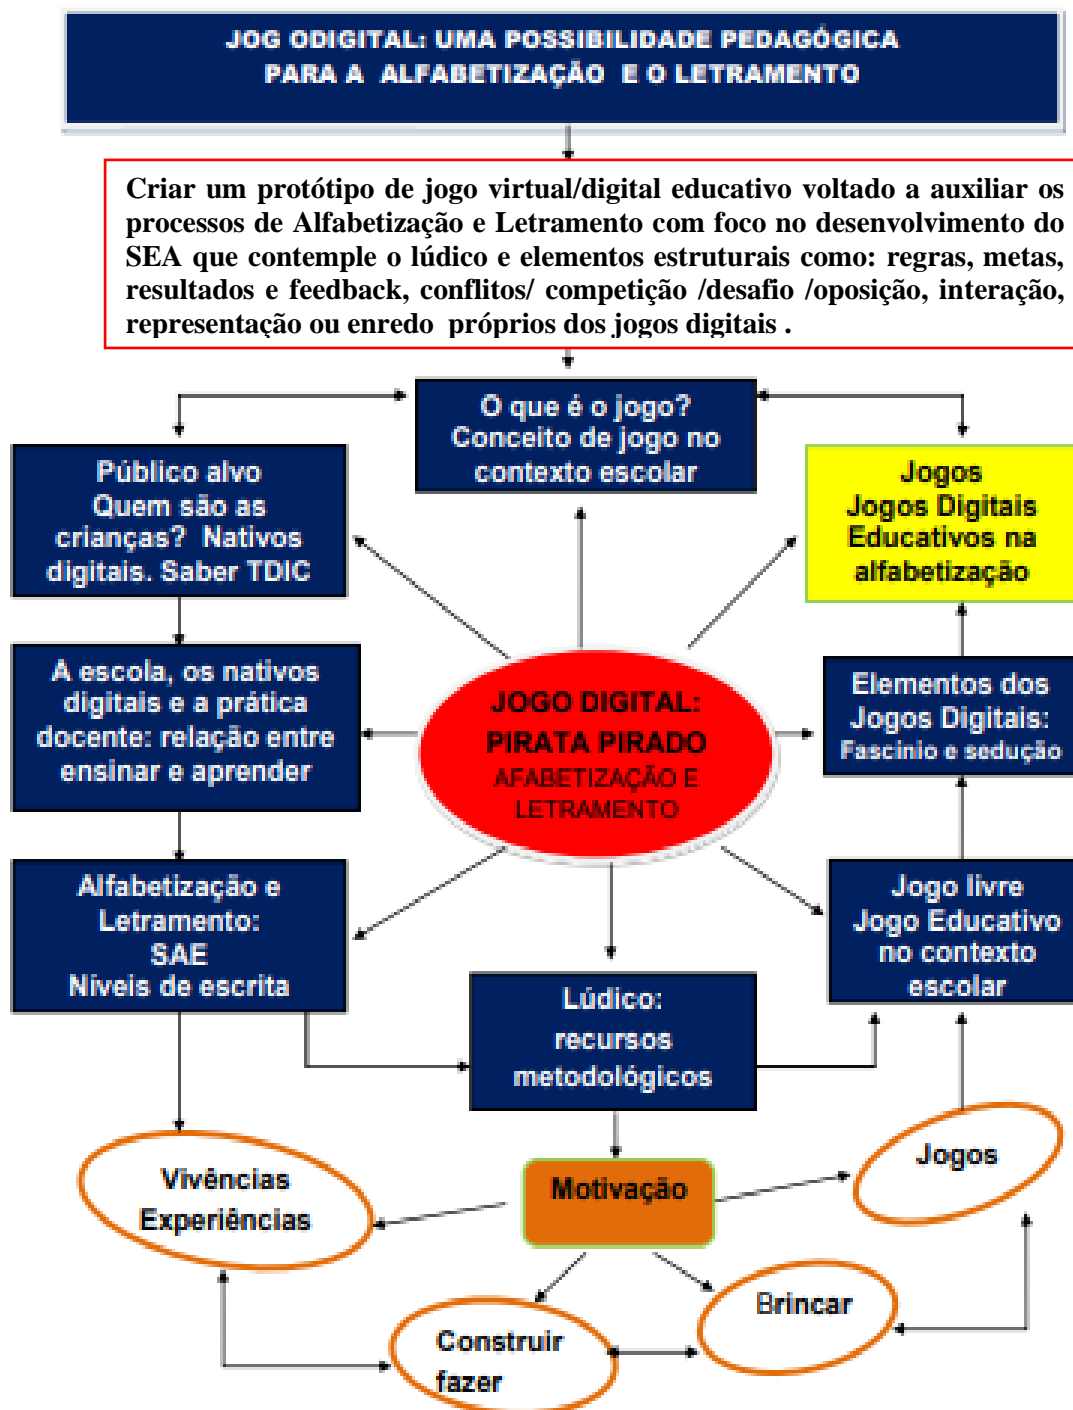 JOG ODIGITAL: UMA POSSIBILIDADE PEDAGÓGICA
PARA A ALFABETIZAÇÃO E O LETRAMENTO
Criar um protótipo de jogo virtual/digital educativo voltado a auxiliar os
processos de Alfabetização e Letramento com foco no desenvolvimento do
SEA que contemple o lúdico e elementos estruturais como: regras, metas,
resultados e feedback, conflitos/ competição /desafio /oposição, interação,
representação ou enredo próprios dos jogos digitais .
O que é o jogo?
Conceito de jogo no
contexto escolar
Público alvo
Quem são as
crianças? Nativos
digitais. Saber TDIC
Jogos
Jogos Digitais
Educativos na
alfabetização
A escola, os nativos
digitais e a prática
docente: relação entre
ensinar e aprender
JOGO DIGITAL:
PIRATA PIRADO
AFABETIZAÇÃO E
LETRAMENTO
Elementos dos
Jogos Digitais:
Fascinio e sedução
Alfabetização e
Letramento:
SAE
Níveis de escrita
Lúdico:
recursos
metodológicos
Jogo livre
Jogo Educativo
no contexto
escolar
Vivências
Experiências
Motivação
Jogos
Construir
fazer
Brincar